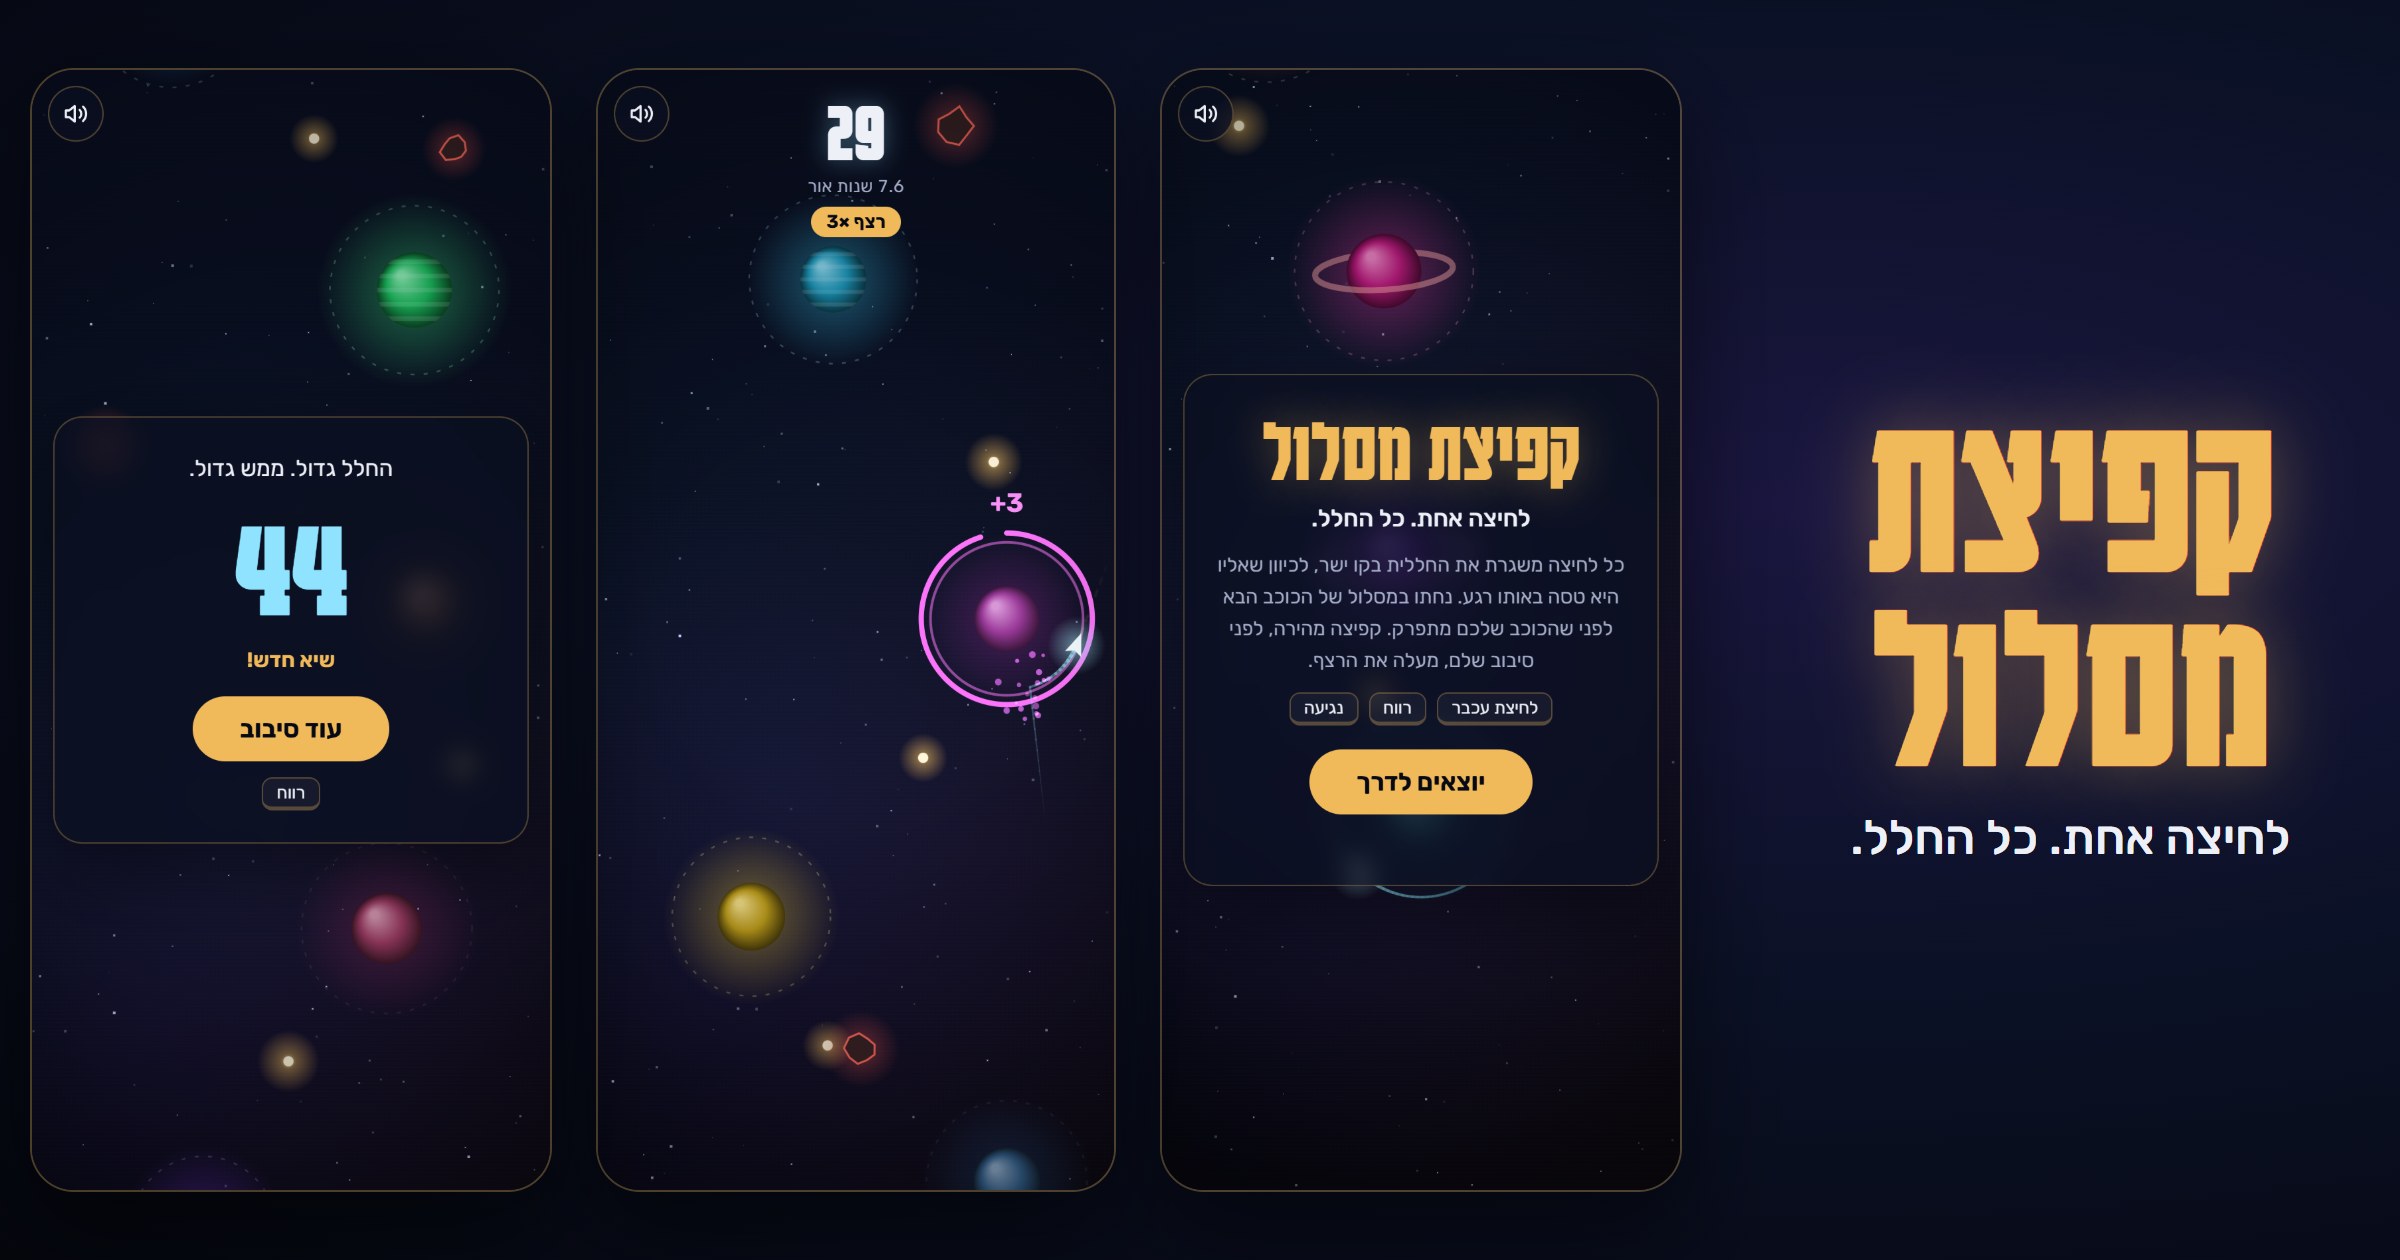 קפיצת
מסלול
לחיצה אחת. כל החלל.
קפיצת מסלול
לחיצה אחת. כל החלל.
כל לחיצה משגרת את החללית בקו ישר, לכיוון שאליו
היא טסה באותו רגע. נחתו במסלול של הכוכב הבא
לפני שהכוכב שלכם מתפרק. קפיצה מהירה, לפני
סיבוב שלם, מעלה את הרצף.
לחיצת עכבר
רווח
נגיעה
יוצאים לדרך
29
7.6 שנות אור
רצף ×3
+3
החלל גדול. ממש גדול.
44
שיא חדש!
עוד סיבוב
רווח